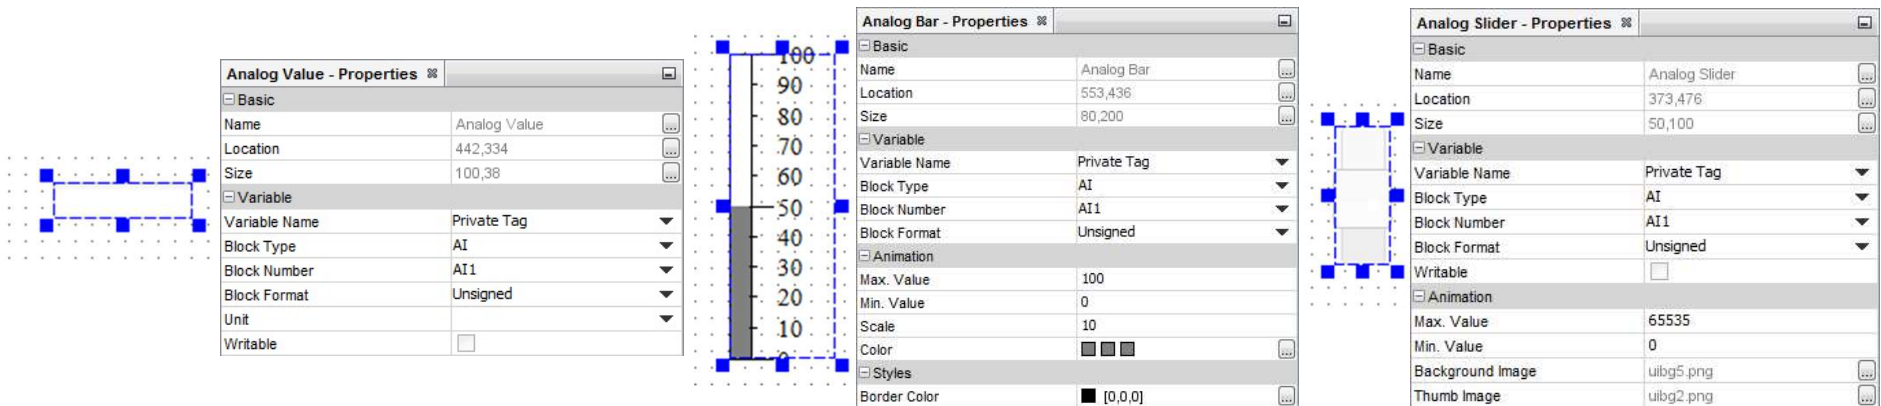 Analog Value - Properties
Basic
Name Analog Value ...
Location 442,334 ...
Size 100,38 ...
Variable
Variable Name Private Tag
Block Type AI
Block Number AI1
Block Format Unsigned
Unit
Writable
100
90
80
70
60
50
40
30
20
10
0
Analog Bar - Properties
Basic
Name Analog Bar ...
Location 553,436 ...
Size 80,200 ...
Variable
Variable Name Private Tag
Block Type AI
Block Number AI1
Block Format Unsigned
Animation
Max. Value 100
Min. Value 0
Scale 10
Color ...
Styles
Border Color [0,0,0] ...
Analog Slider - Properties
Basic
Name Analog Slider ...
Location 373,476 ...
Size 50,100 ...
Variable
Variable Name Private Tag
Block Type AI
Block Number AI1
Block Format Unsigned
Writable
Animation
Max. Value 65535
Min. Value 0
Background Image uibg5.png ...
Thumb Image uibg2.png ...